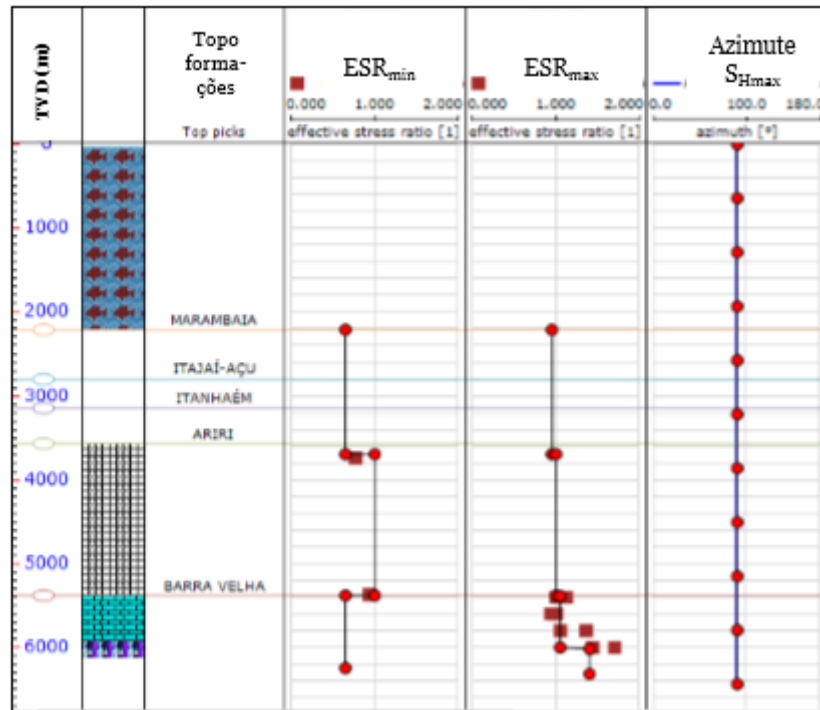 TVD(m)
Topo
forma-
ções
Top picks
ESRmin
0.000 1.000 2.000
effective stress ratio [1]
ESRmax
0.000 1.000 2.000
effective stress ratio [1]
Azimute
SHmax
0.0 100.0 180.0
azimuth [°]
0
1000
2000
MARAMBAIA
ITAJAÍ-AÇU
3000
ITANHAÉM
ARIRI
4000
5000
BARRA VELHA
6000